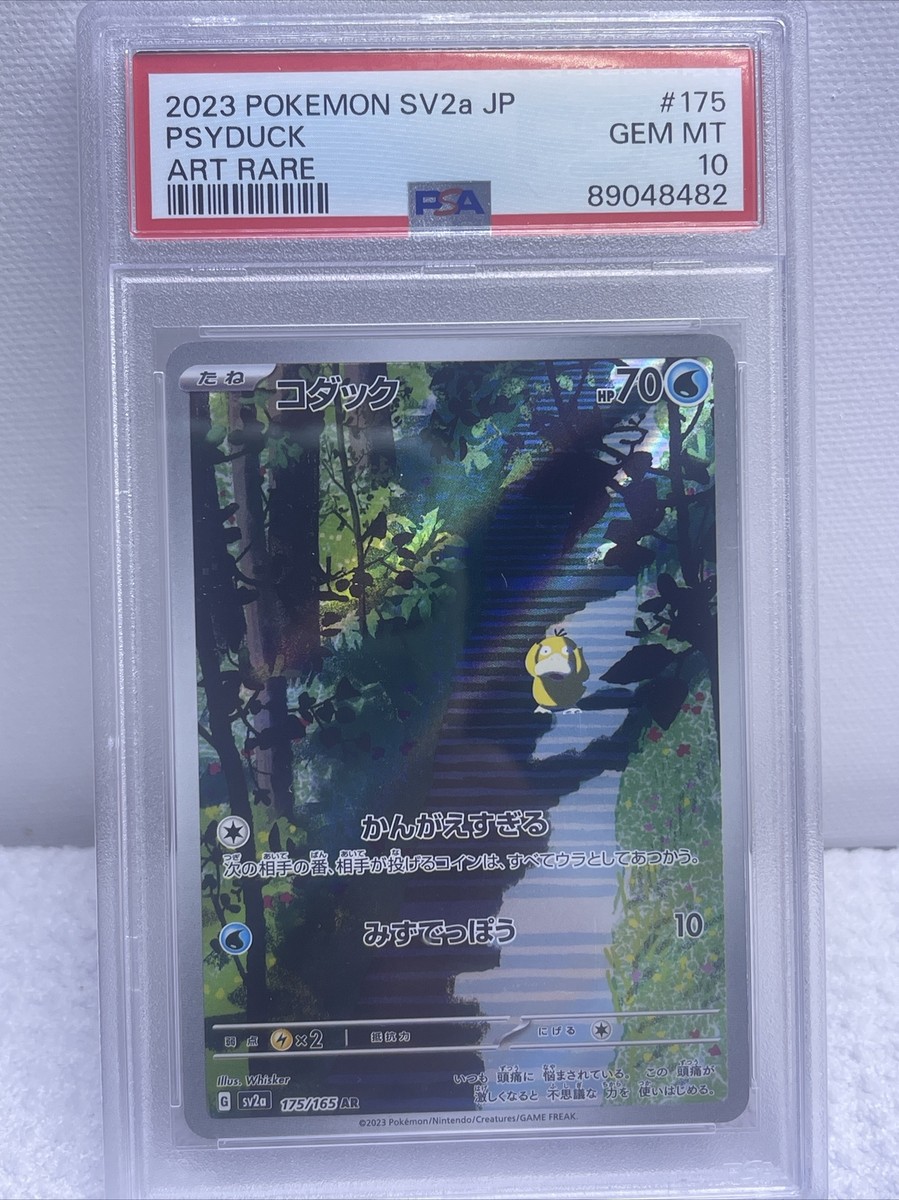 2023 POKEMON SV2a JP #175
PSYDUCK GEM MT
ART RARE 10
PSA 89048482
たね コダック HP70
かんがえすぎる
次の相手の番、相手が投げるコインは、すべてウラとしてあつかう。
みずでっぽう 10
弱点 ×2 抵抗力 にげる
Illus. Whisker
いつも 頭痛に 悩まされている。 この 頭痛が
激しくなると 不思議な 力を 使いはじめる。
G sv2a 175/165 AR
©2023 Pokémon/Nintendo/Creatures/GAME FREAK.